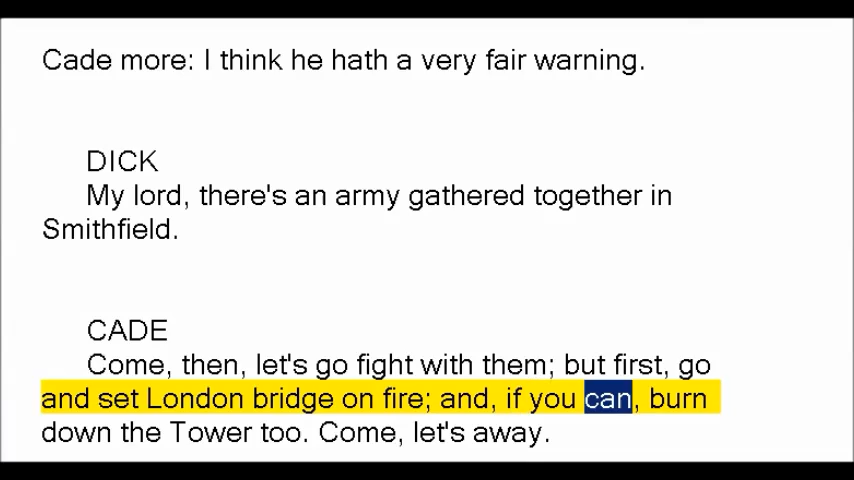 Cade more: I think he hath a very fair warning.
DICK
My lord, there's an army gathered together in
Smithfield.
CADE
Come, then, let's go fight with them; but first, go
and set London bridge on fire; and, if you can, burn
down the Tower too. Come, let's away.